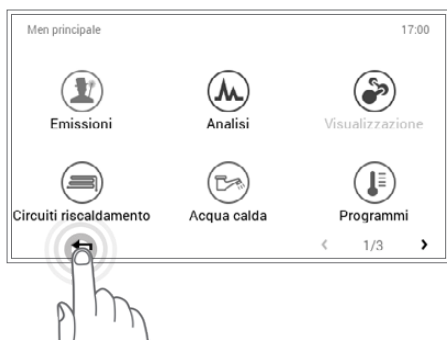 Men principale 17:00
Emissioni Analisi Visualizzazione
Circuiti riscaldamento Acqua calda Programmi
1/3